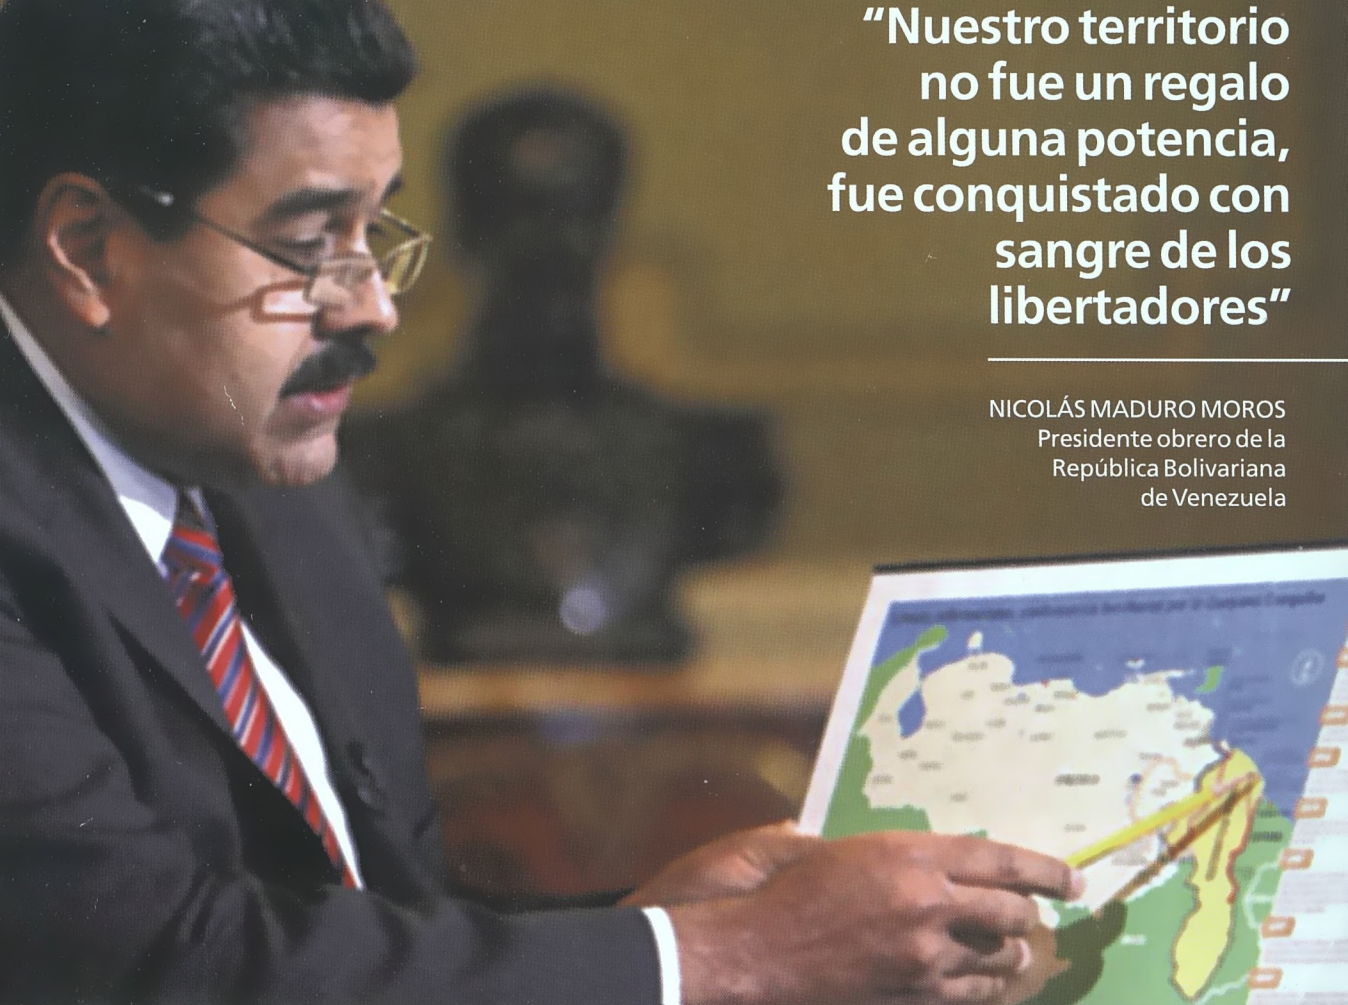 “Nuestro territorio
no fue un regalo
de alguna potencia,
fue conquistado con
sangre de los
libertadores”
NICOLÁS MADURO MOROS
Presidente obrero de la
República Bolivariana
de Venezuela